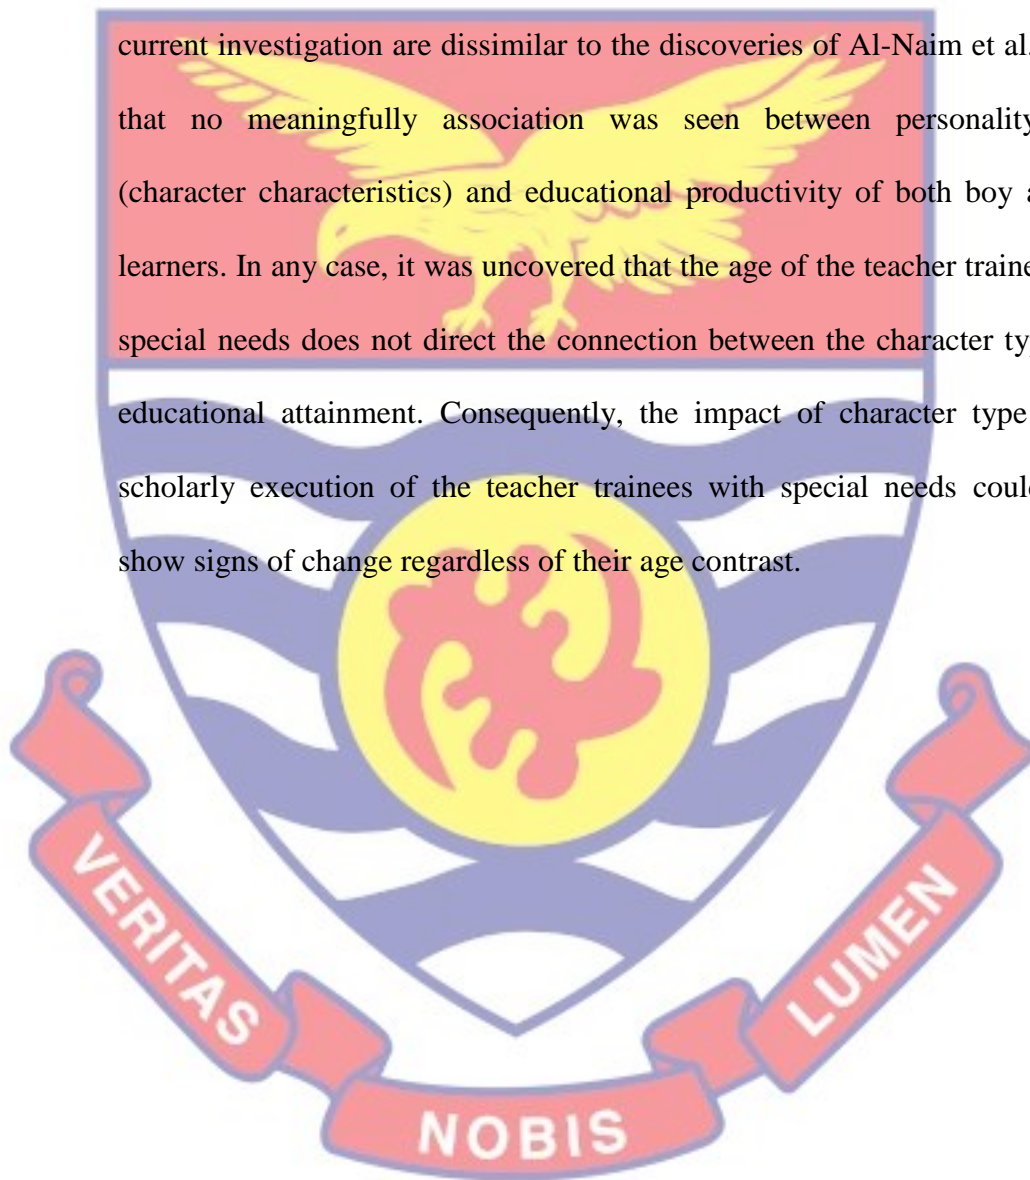 current investigation are dissimilar to the discoveries of Al-Naim et al.
that no meaningfully association was seen between personality
(character characteristics) and educational productivity of both boy a
learners. In any case, it was uncovered that the age of the teacher traine
special needs does not direct the connection between the character ty
educational attainment. Consequently, the impact of character type
scholarly execution of the teacher trainees with special needs coul
show signs of change regardless of their age contrast.
VERITAS
NOBIS
LUMEN